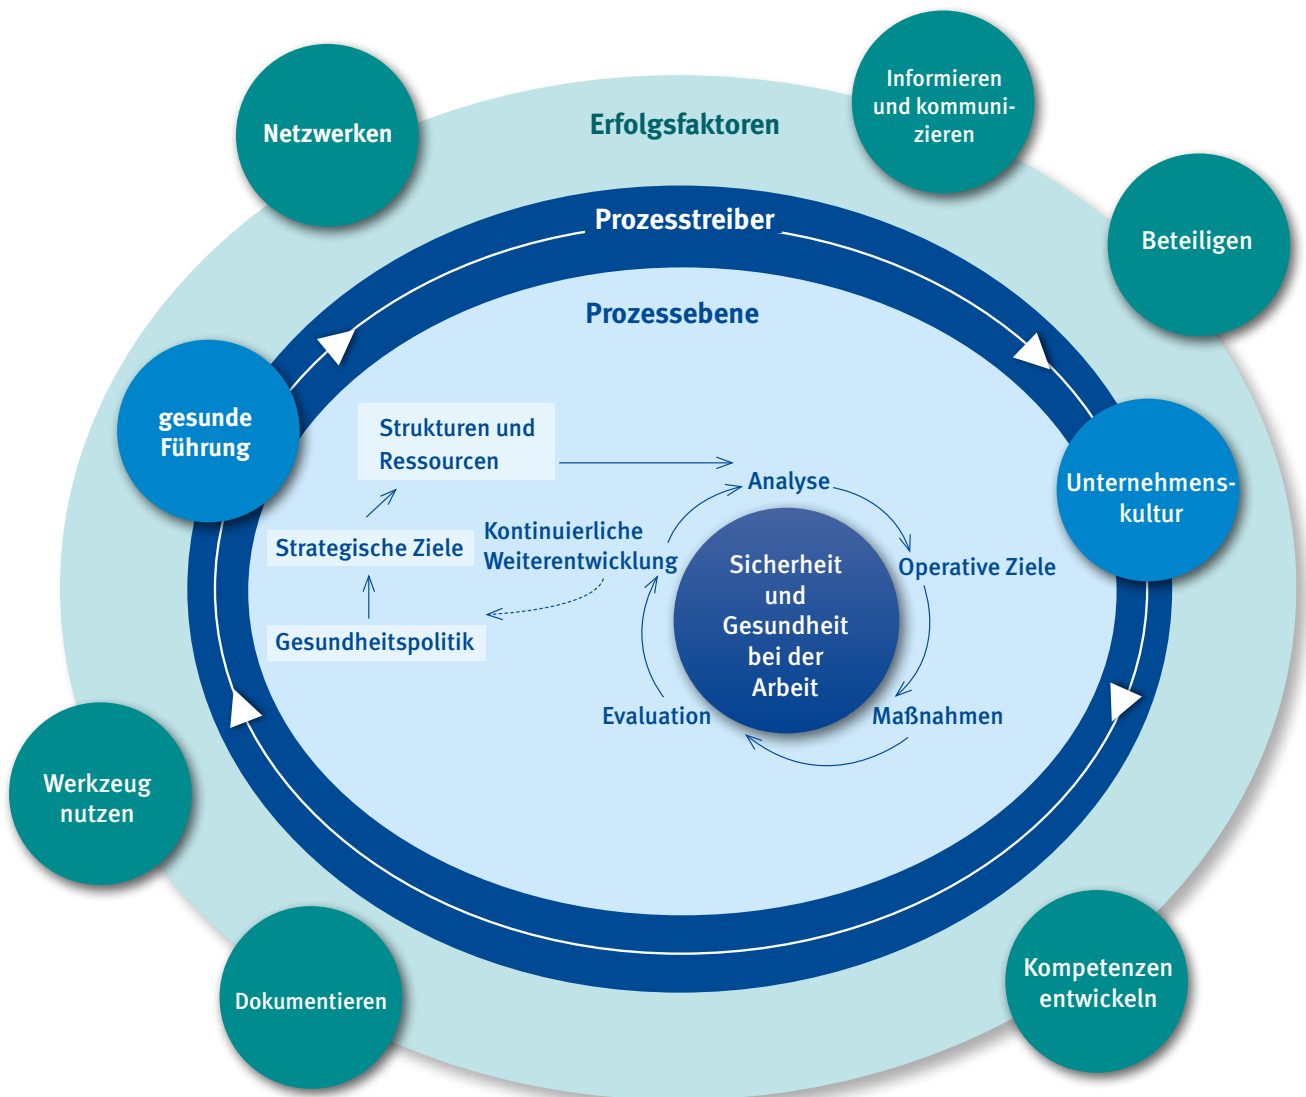 Netzwerken
Erfolgsfaktoren
Informieren
und kommuni-
zieren
Beteiligen
Prozesstreiber
Prozessebene
gesunde
Führung
Unternehmens-
kultur
Strukturen und
Ressourcen
Strategische Ziele
Gesundheitspolitik
Kontinuierliche
Weiterentwicklung
Analyse
Operative Ziele
Maßnahmen
Evaluation
Sicherheit
und
Gesundheit
bei der
Arbeit
Werkzeug
nutzen
Dokumentieren
Kompetenzen
entwickeln